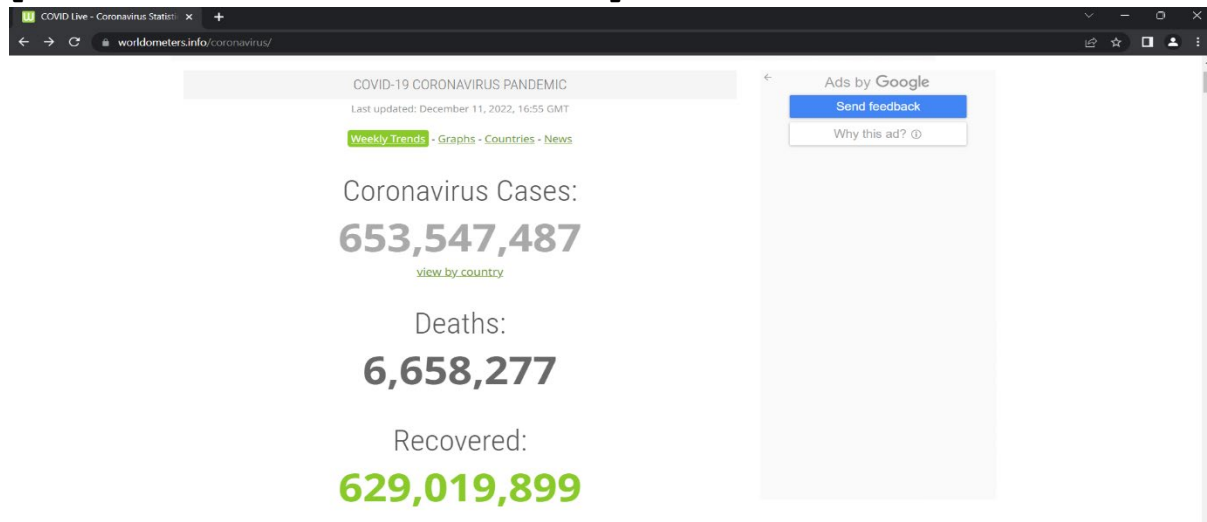 COVID Live - Coronavirus Statisti
worldometers.info/coronavirus/
COVID-19 CORONAVIRUS PANDEMIC
Last updated: December 11, 2022, 16:55 GMT
Weekly Trends - Graphs - Countries - News
Coronavirus Cases:
653,547,487
view by country
Deaths:
6,658,277
Recovered:
629,019,899
Ads by Google
Send feedback
Why this ad?